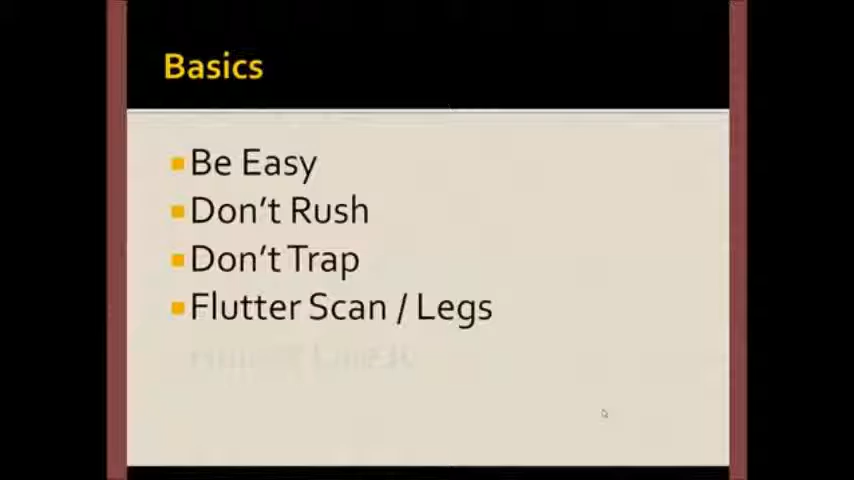 Basics
Be Easy
Don't Rush
Don't Trap
Flutter Scan / Legs